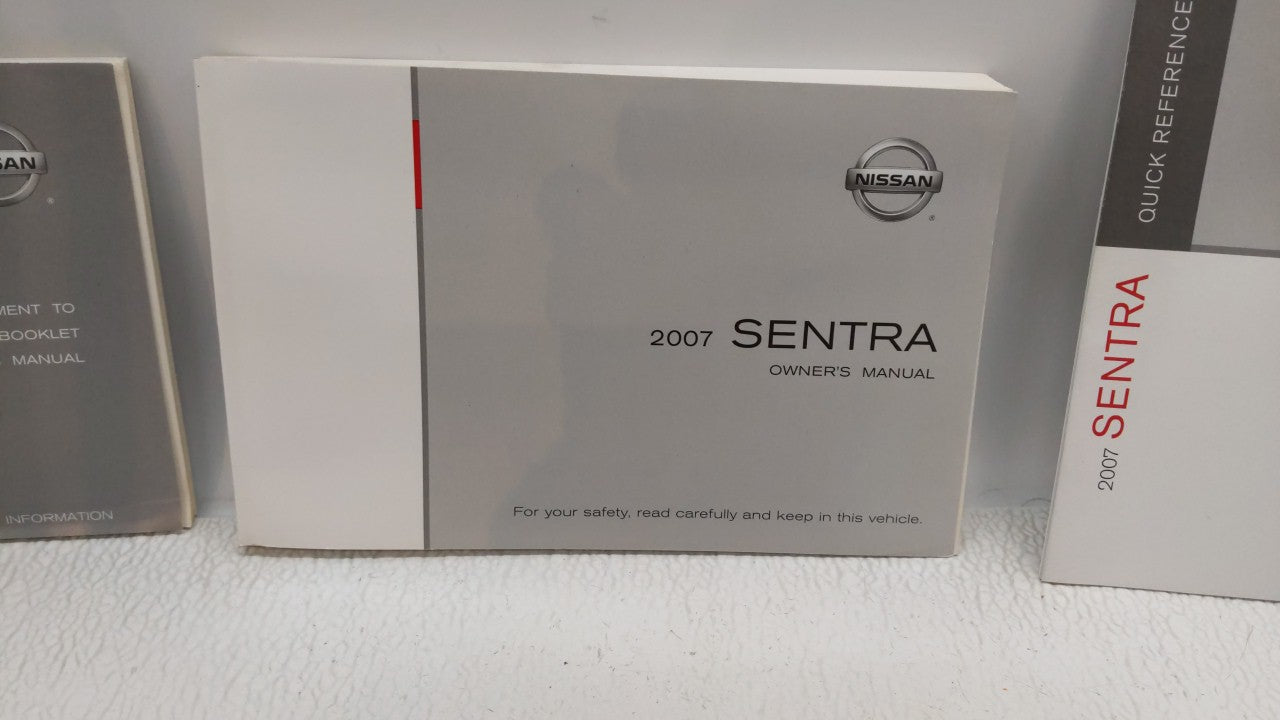 MENT TO
BOOKLET
MANUAL
INFORMATION
NISSAN
®
2007 SENTRA
OWNER'S MANUAL
For your safety, read carefully and keep in this vehicle.
QUICK REFERENCE
2007 SENTRA